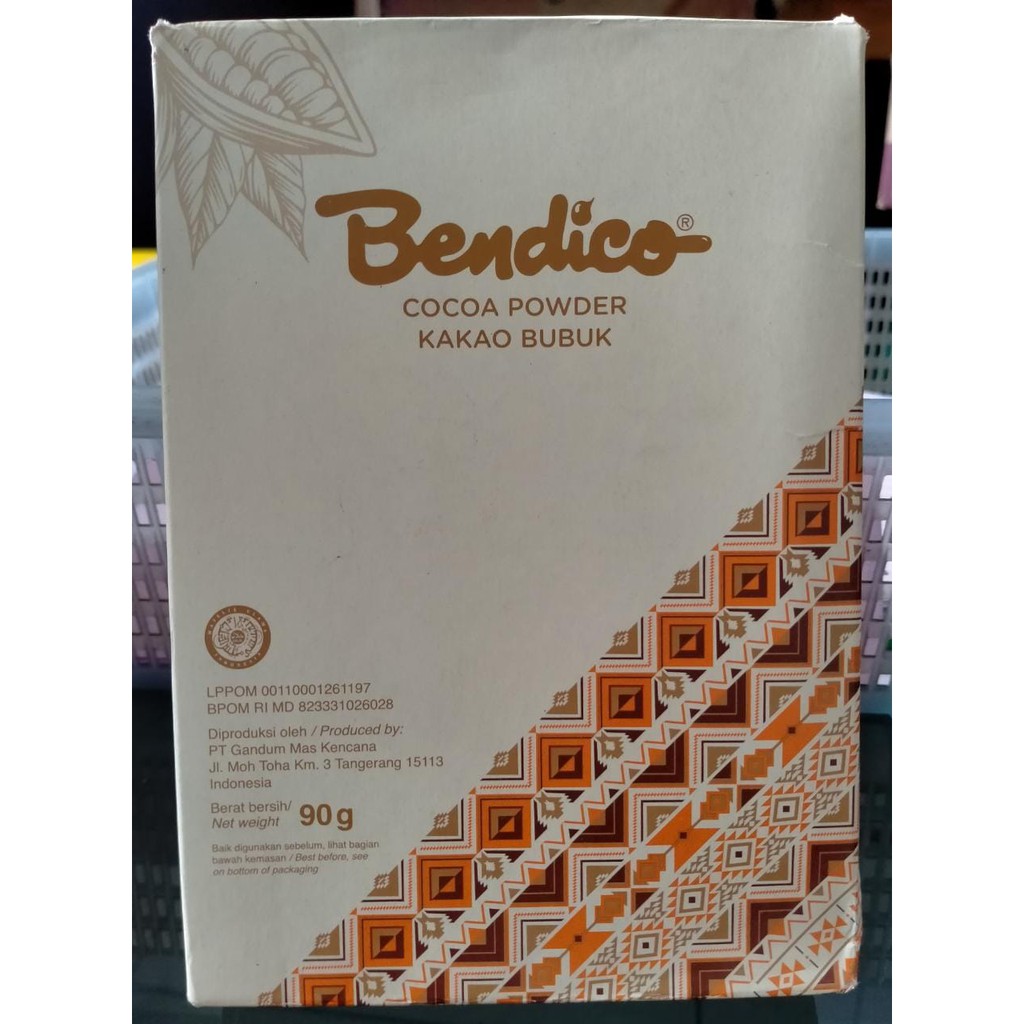 Bendico®
COCOA POWDER
KAKAO BUBUK
LPPOM 00110001261197
BPOM RI MD 823331026028
Diproduksi oleh / Produced by:
PT Gandum Mas Kencana
Jl. Moh Toha Km. 3 Tangerang 15113
Indonesia
Berat bersih/
Net weight 90g
Baik digunakan sebelum, lihat bagian
bawah kemasan / Best before, see
on bottom of packaging